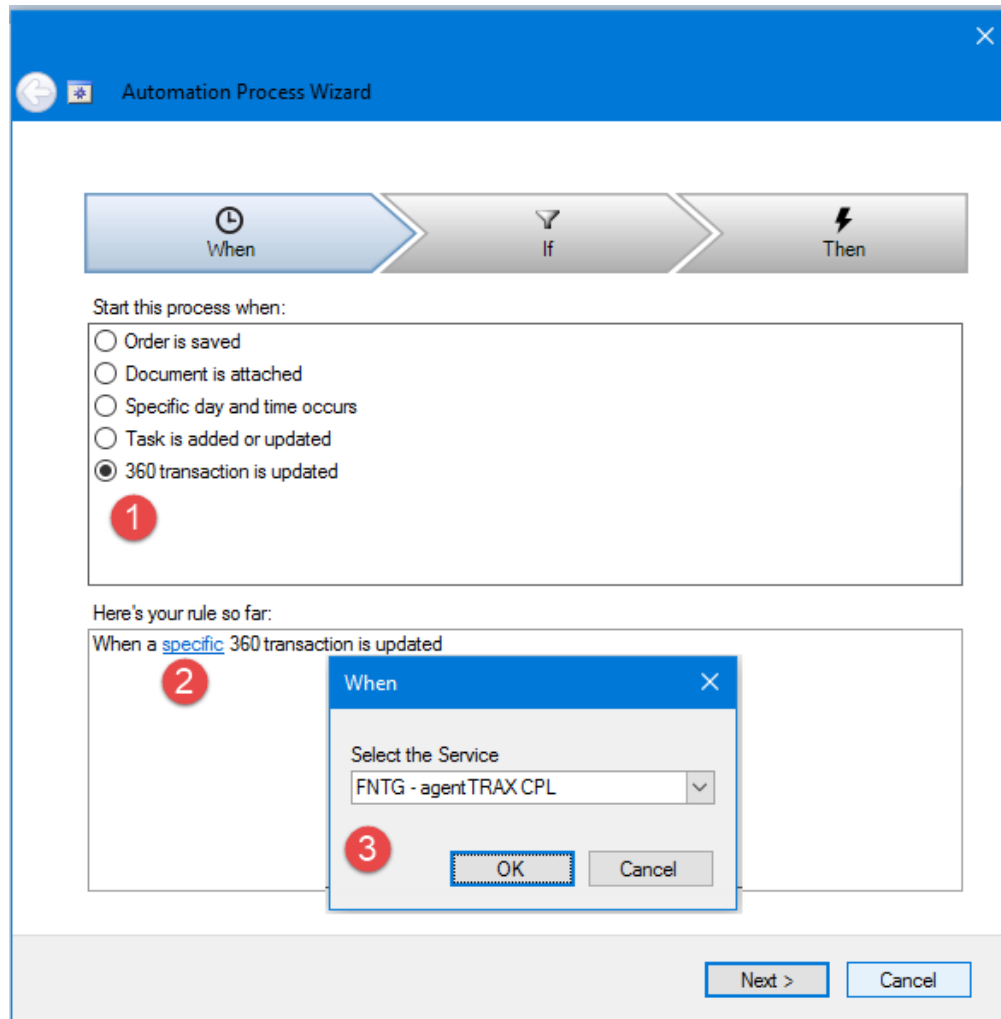 Automation Process Wizard
When
If
Then
Start this process when:
Order is saved
Document is attached
Specific day and time occurs
Task is added or updated
360 transaction is updated
1
Here's your rule so far:
When a specific 360 transaction is updated
2
When
Select the Service
FNTG - agentTRAX CPL
3
OK
Cancel
Next >
Cancel